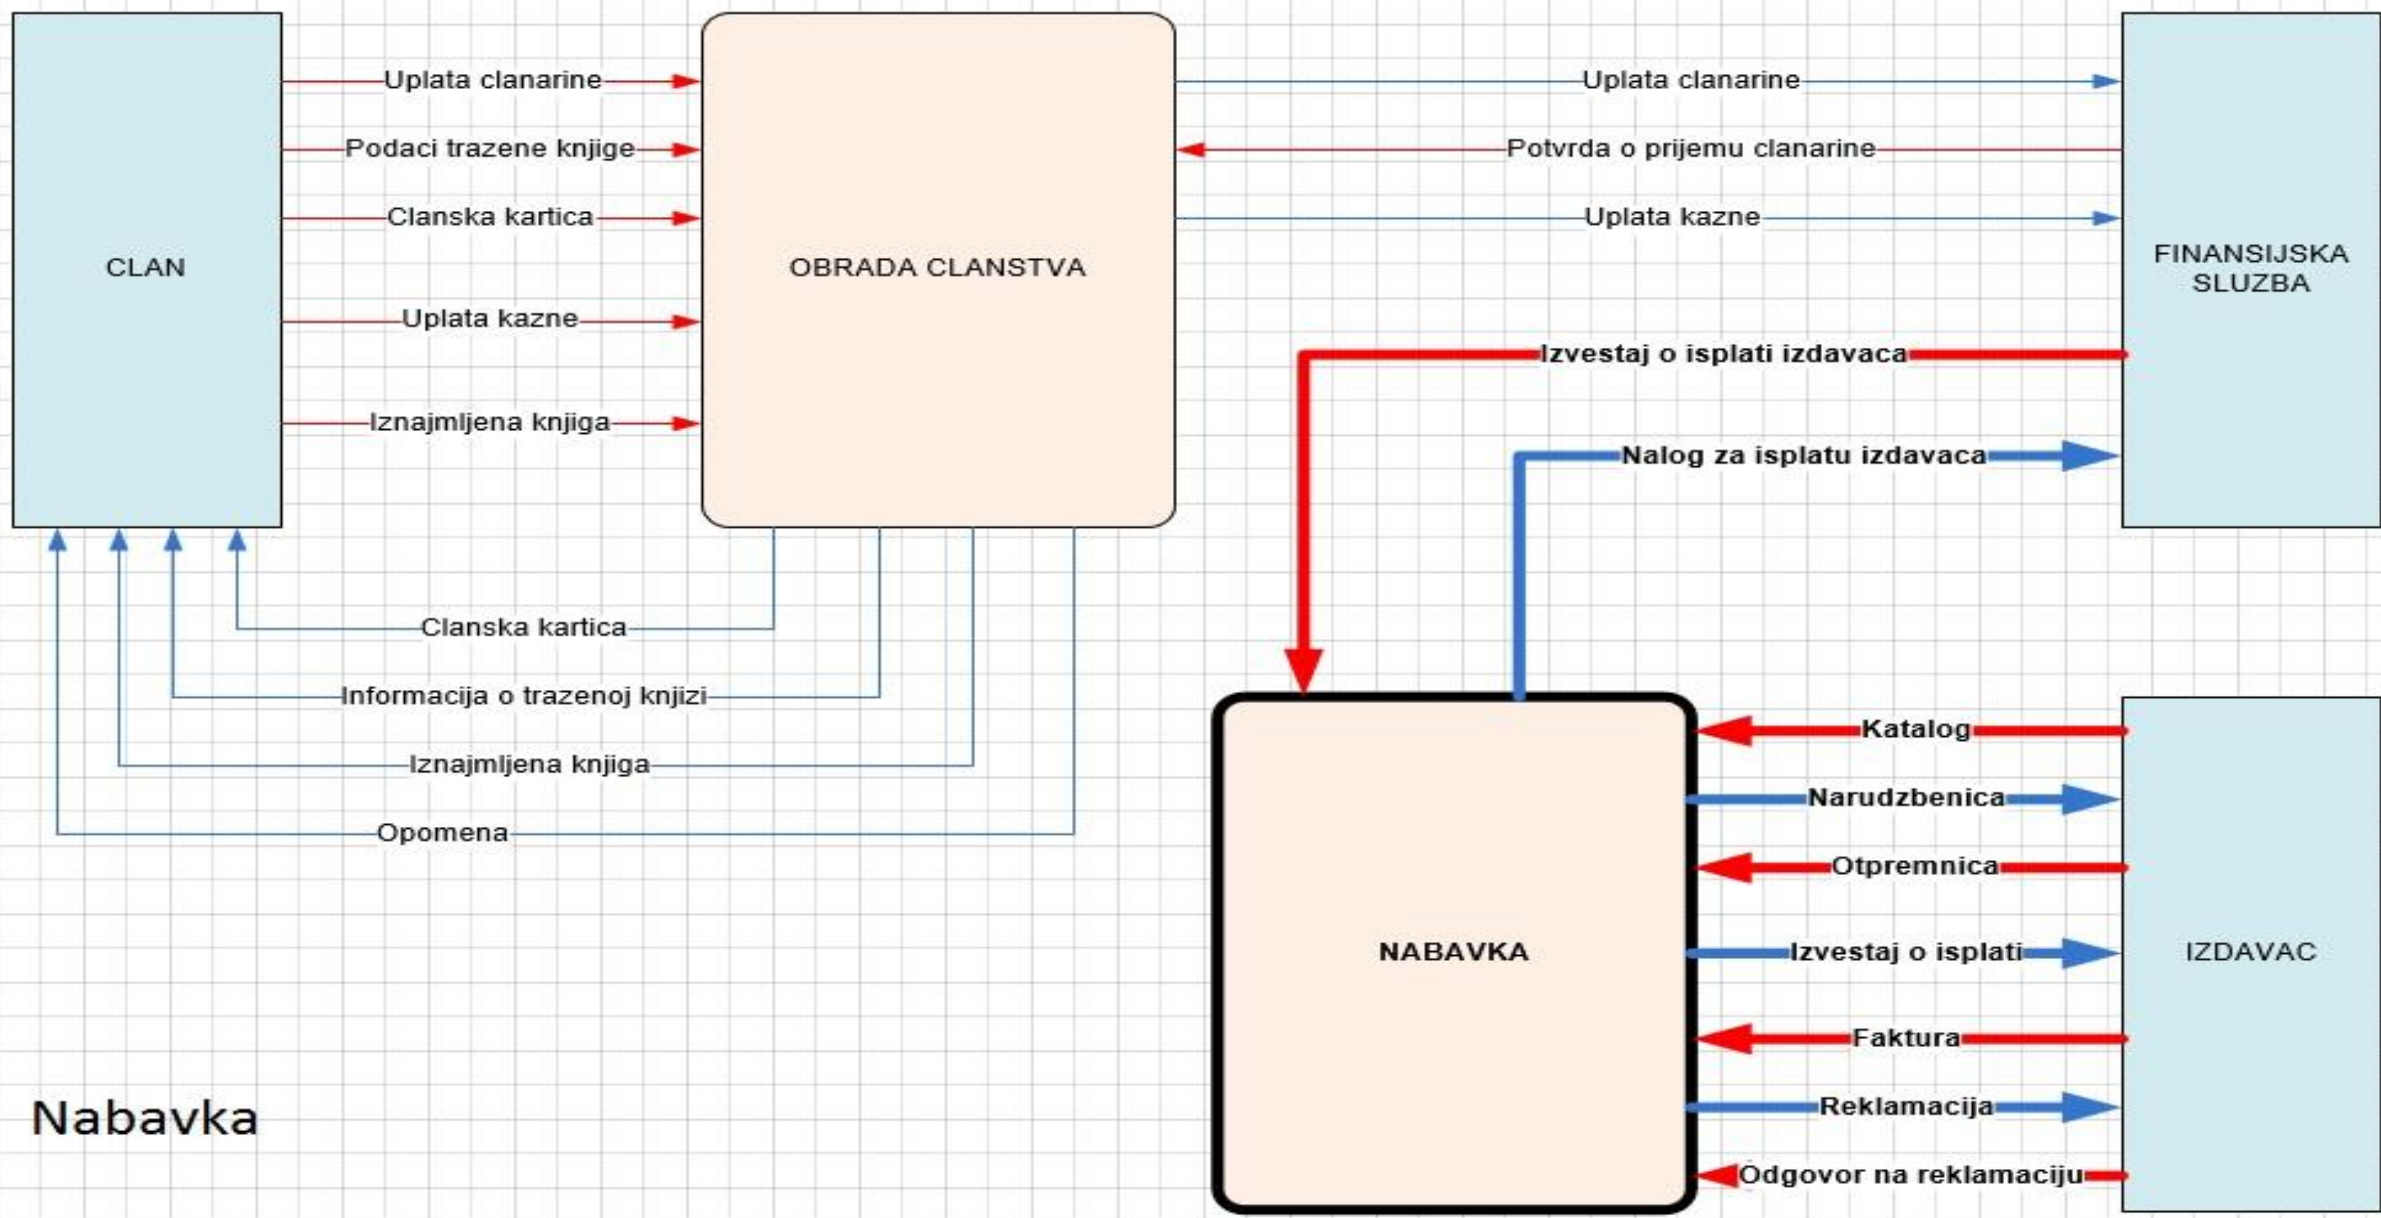 CLAN
Uplata clanarine
Podaci trazene knjige
Clanska kartica
Uplata kazne
Iznajmljena knjiga
OBRADA CLANSTVA
Uplata clanarine
Potvrda o prijemu clanarine
Uplata kazne
Izvestaj o isplati izdavaca
Nalog za isplatu izdavaca
FINANSIJSKA
SLUZBA
Clanska kartica
Informacija o trazenoj knjizi
Iznajmljena knjiga
Opomena
NABAVKA
Katalog
Narudzbenica
Otpremnica
Izvestaj o isplati
Faktura
Reklamacija
Odgovor na reklamaciju
IZDAVAC
Nabavka